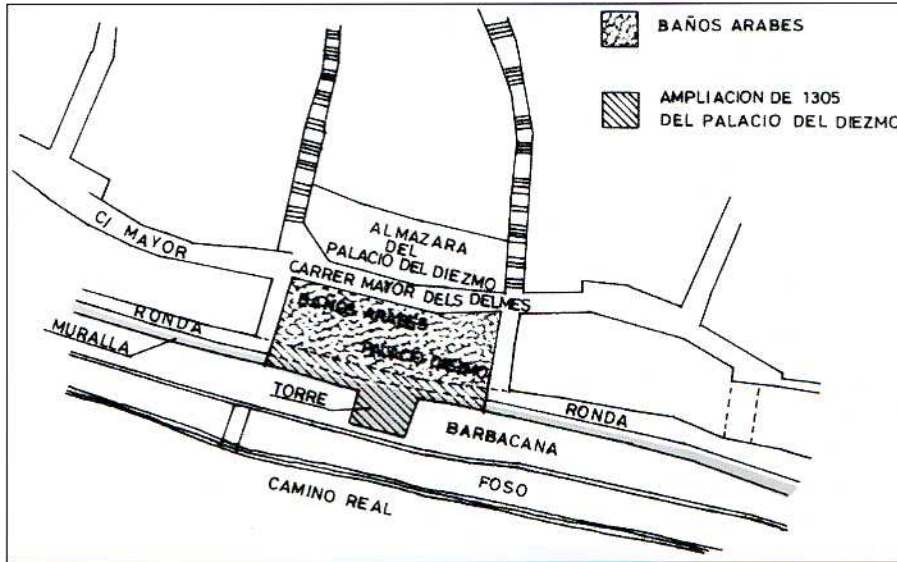 BAÑOS ARABES
AMPLIACION DE 1305
DEL PALACIO DEL DIEZMO
C/ MAYOR
ALMAZARA
DEL
PALACIO DEL DIEZMO
CARRER MAYOR DELS DELMES
BAÑOS ARABES
PALACIO DIEZMO
RONDA
MURALLA
TORRE
RONDA
BARBACANA
FOSO
CAMINO REAL